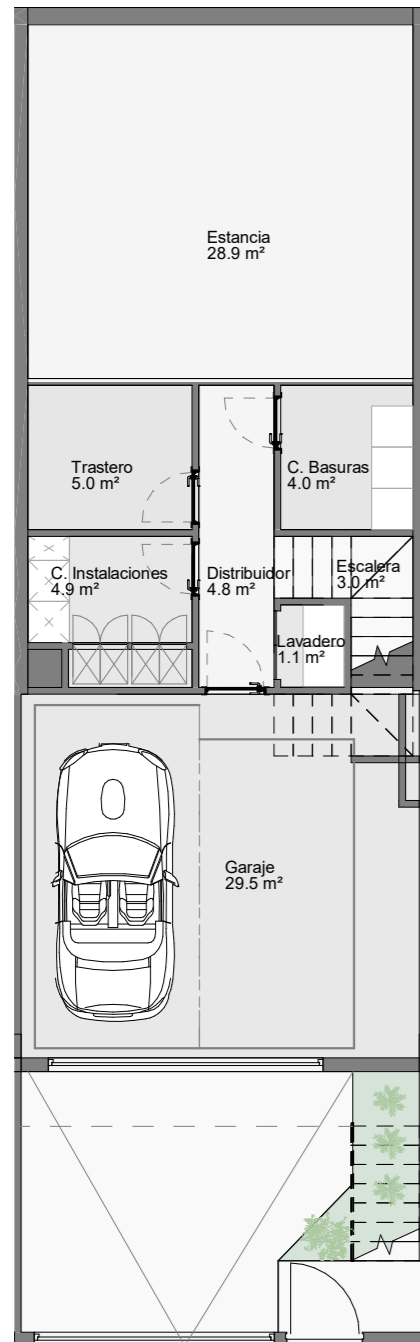 Estancia
28.9 m²
Trastero
5.0 m²
C. Basuras
4.0 m²
C. Instalaciones
4.9 m²
Distribuidor
4.8 m²
Escalera
3.0 m²
Lavadero
1.1 m²
Garaje
29.5 m²